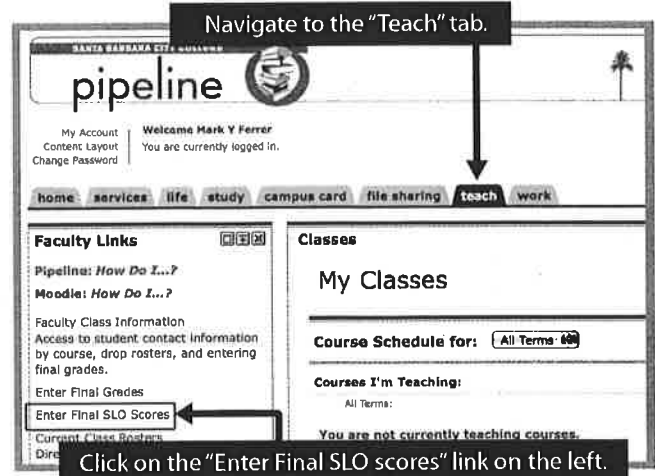 Navigate to the "Teach" tab.
SANTA BARBARA CITY COLLEGE
pipeline
My Account
Content Layout
Change Password
Welcome Mark Y Ferrer
You are currently logged in.
home services life study campus card file sharing teach work
Faculty Links
Pipeline: How Do I...?
Moodle: How Do I...?
Faculty Class Information
Access to student contact information
by course, drop rosters, and entering
final grades.
Enter Final Grades
Enter Final SLO Scores
Current Class Rosters
Classes
My Classes
Course Schedule for: All Terms
Courses I'm Teaching:
All Terms:
You are not currently teaching courses.
Click on the "Enter Final SLO scores" link on the left.